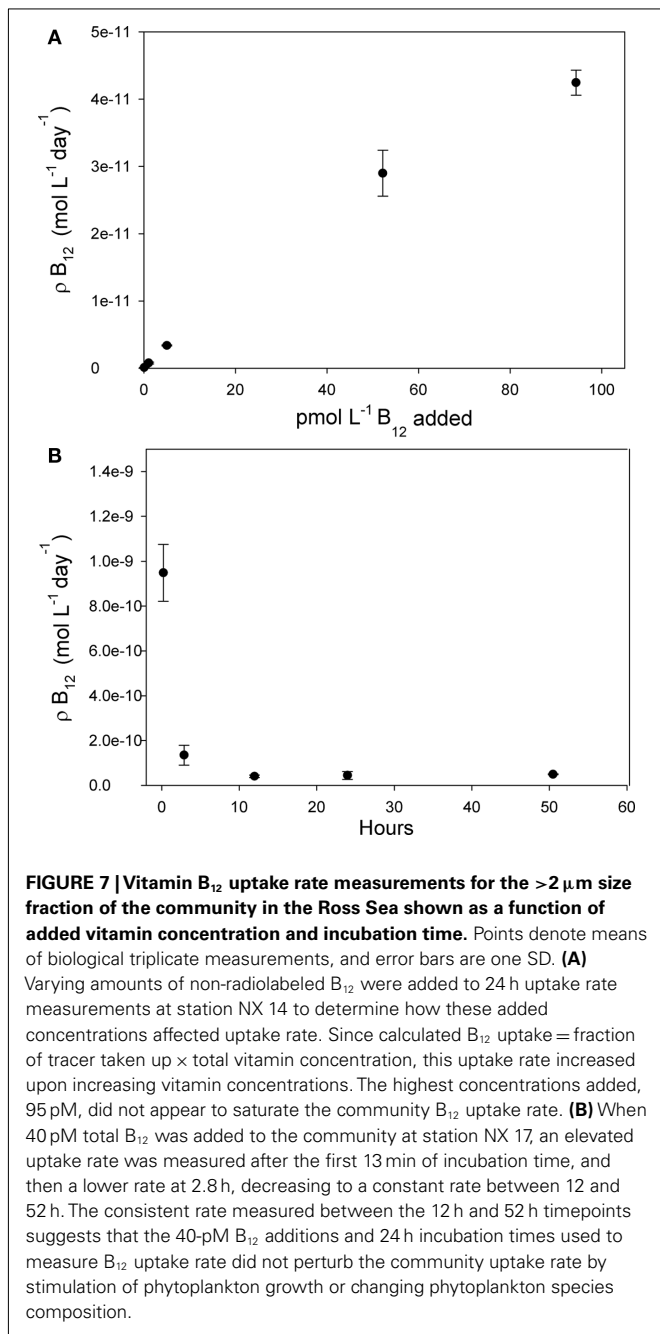 A
5e-11
4e-11
3e-11
2e-11
1e-11
0
ρ B₁₂ (mol L⁻¹ day⁻¹)
0 20 40 60 80 100
pmol L⁻¹ B₁₂ added
B
1.4e-9
1.2e-9
1.0e-9
8.0e-10
6.0e-10
4.0e-10
2.0e-10
0.0
ρ B₁₂ (mol L⁻¹ day⁻¹)
0 10 20 30 40 50 60
Hours
FIGURE 7 | Vitamin B₁₂ uptake rate measurements for the >2 μm size
fraction of the community in the Ross Sea shown as a function of
added vitamin concentration and incubation time. Points denote means
of biological triplicate measurements, and error bars are one SD. (A)
Varying amounts of non-radiolabeled B₁₂ were added to 24 h uptake rate
measurements at station NX 14 to determine how these added
concentrations affected uptake rate. Since calculated B₁₂ uptake = fraction
of tracer taken up × total vitamin concentration, this uptake rate increased
upon increasing vitamin concentrations. The highest concentrations added,
95 pM, did not appear to saturate the community B₁₂ uptake rate. (B) When
40 pM total B₁₂ was added to the community at station NX 17, an elevated
uptake rate was measured after the first 13 min of incubation time, and
then a lower rate at 2.8 h, decreasing to a constant rate between 12 and
52 h. The consistent rate measured between the 12 h and 52 h timepoints
suggests that the 40-pM B₁₂ additions and 24 h incubation times used to
measure B₁₂ uptake rate did not perturb the community uptake rate by
stimulation of phytoplankton growth or changing phytoplankton species
composition.